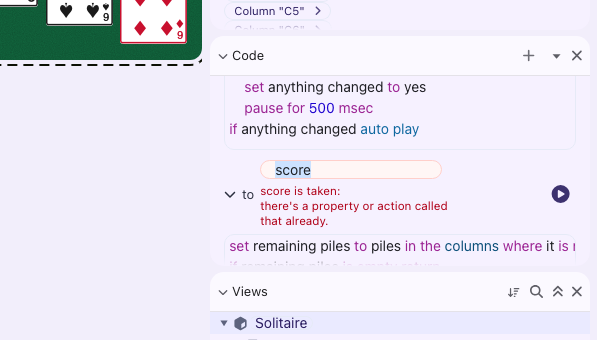 Column "C5"
6
9
Code
set anything changed to yes
pause for 500 msec
if anything changed auto play
score
to
score is taken:
there's a property or action called
that already.
set remaining piles to piles in the columns where it is
Views
Solitaire